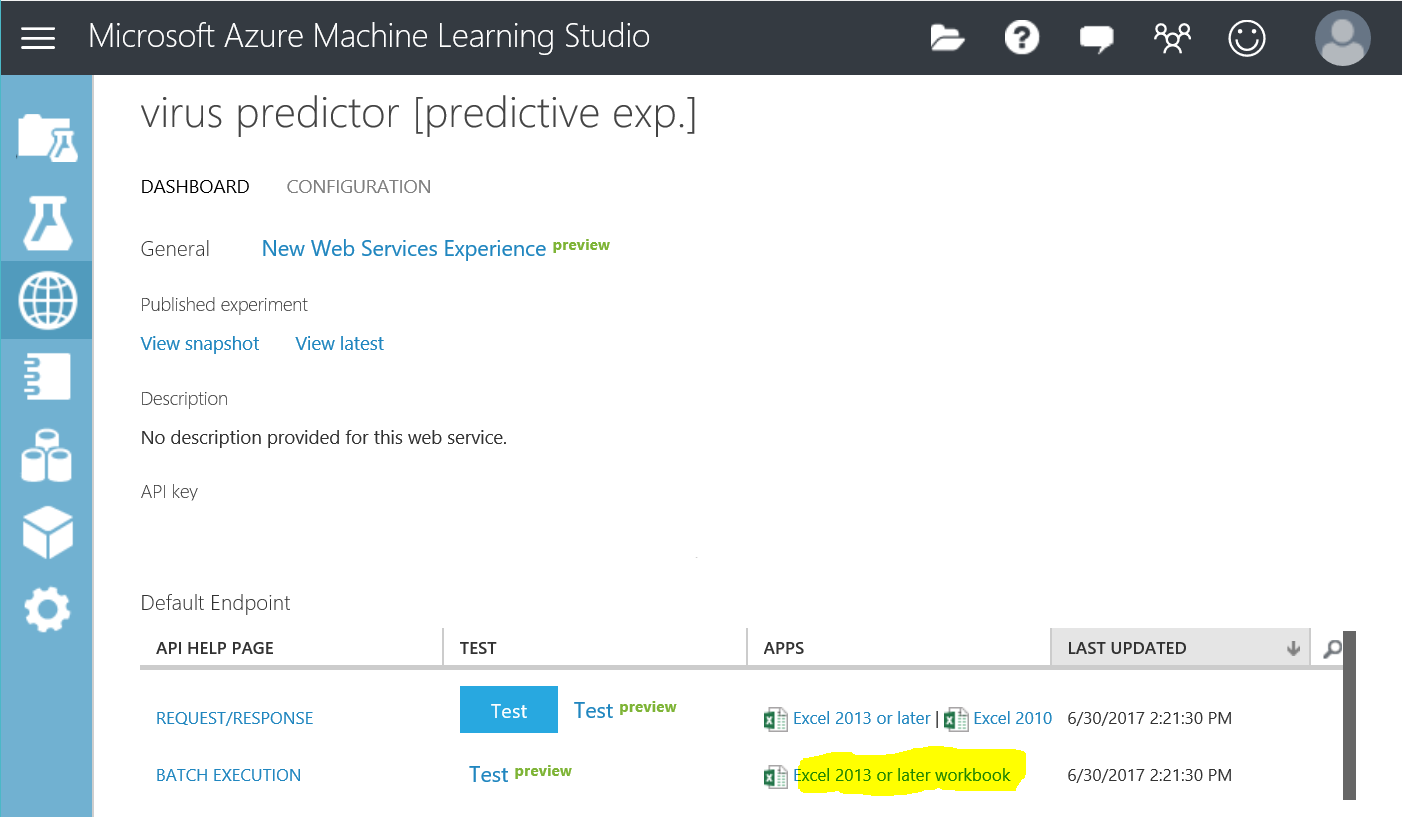 Microsoft Azure Machine Learning Studio
virus predictor [predictive exp.]
DASHBOARD CONFIGURATION
General New Web Services Experience preview
Published experiment
View snapshot View latest
Description
No description provided for this web service.
API key
Default Endpoint
API HELP PAGE TEST APPS LAST UPDATED
REQUEST/RESPONSE Test Test preview Excel 2013 or later | Excel 2010 6/30/2017 2:21:30 PM
BATCH EXECUTION Test preview Excel 2013 or later workbook 6/30/2017 2:21:30 PM